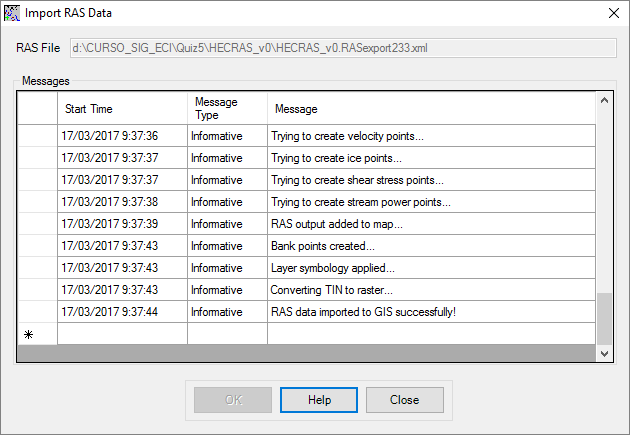 Import RAS Data
RAS File d:\CURSO_SIG_ECI\Quiz5\HECRAS_v0\HECRAS_v0.RASexport233.xml
Messages
Start Time Message Type Message
17/03/2017 9:37:36 Informative Trying to create velocity points...
17/03/2017 9:37:37 Informative Trying to create ice points...
17/03/2017 9:37:37 Informative Trying to create shear stress points...
17/03/2017 9:37:38 Informative Trying to create stream power points...
17/03/2017 9:37:39 Informative RAS output added to map...
17/03/2017 9:37:43 Informative Bank points created...
17/03/2017 9:37:43 Informative Layer symbology applied...
17/03/2017 9:37:43 Informative Converting TIN to raster...
17/03/2017 9:37:44 Informative RAS data imported to GIS successfully!
OK Help Close